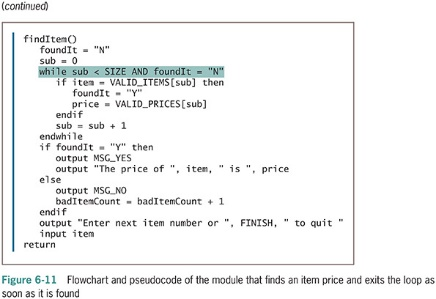 (continued)
findItem()
foundIt = "N"
sub = 0
while sub < SIZE AND foundIt = "N"
if item = VALID_ITEMS[sub] then
foundIt = "Y"
price = VALID_PRICES[sub]
endif
sub = sub + 1
endwhile
if foundIt = "Y" then
output MSG_YES
output "The price of ", item, " is ", price
else
output MSG_NO
badItemCount = badItemCount + 1
endif
output "Enter next item number or ", FINISH, " to quit "
input item
return
Figure 6-11 Flowchart and pseudocode of the module that finds an item price and exits the loop as
soon as it is found